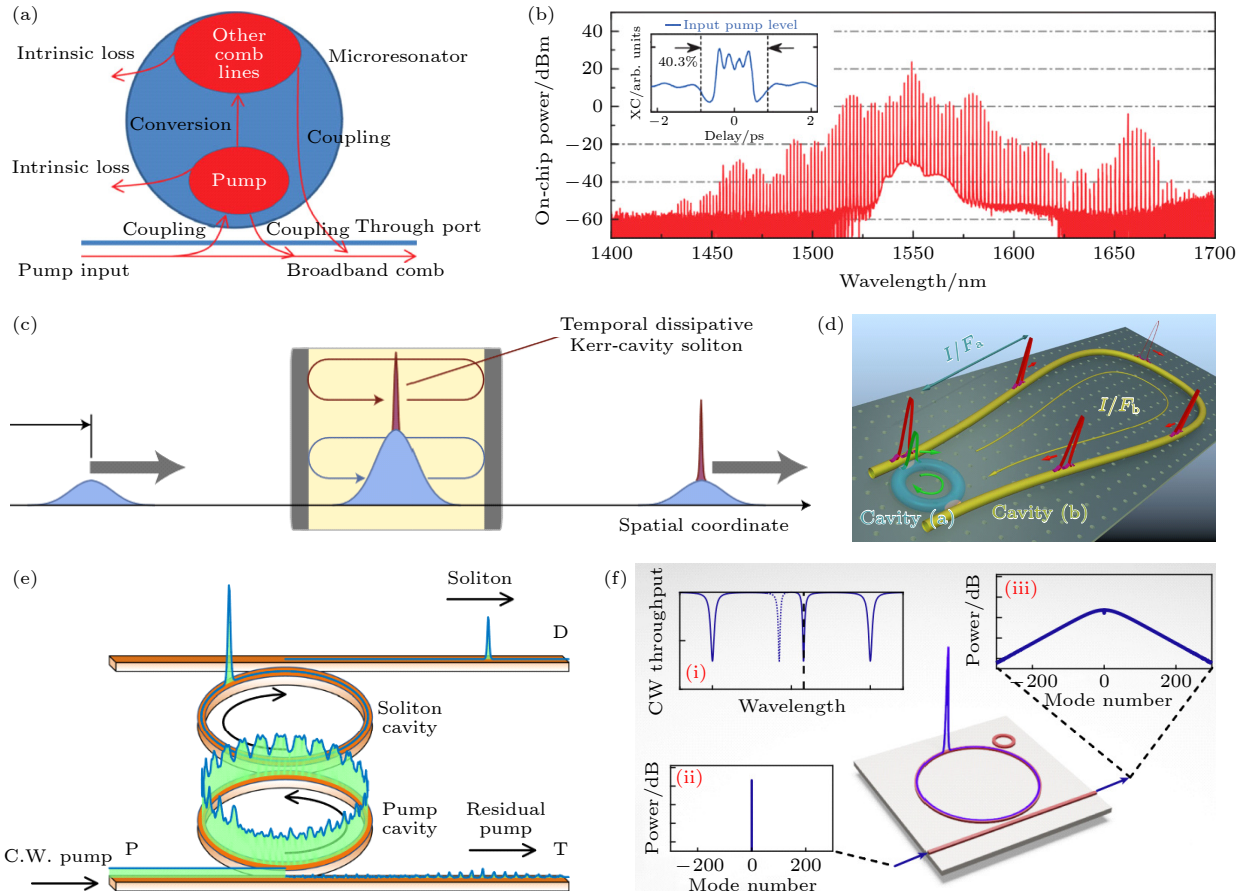 (a)
Other
comb
lines
Intrinsic loss
Microresonator
Conversion
Coupling
Intrinsic loss
Pump
Coupling
Coupling
Through port
Pump input
Broadband comb
(b)
On-chip power/dBm
40
20
0
−20
−40
−60
1400
1450
1500
1550
1600
1650
1700
Wavelength/nm
Input pump level
40.3%
XC/arb. units
−2
0
2
Delay/ps
(c)
Temporal dissipative
Kerr-cavity soliton
Spatial coordinate
(d)
I/Fa
I/Fb
Cavity (a)
Cavity (b)
(e)
Soliton
D
Soliton
cavity
Pump
cavity
Residual
pump
C.W. pump
P
T
(f)
CW throughput
(i)
Wavelength
(iii)
Power/dB
−200
0
200
Mode number
(ii)
Power/dB
−200
0
200
Mode number